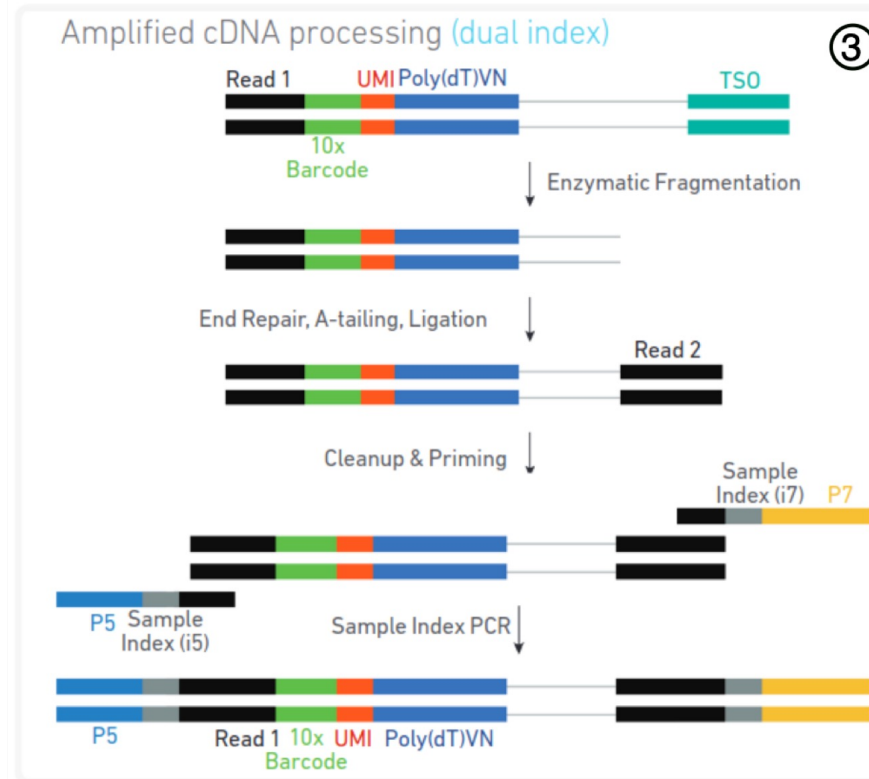 Amplified cDNA processing (dual index)
③
Read 1 UMI Poly(dT)VN TSO
10x
Barcode
Enzymatic Fragmentation
End Repair, A-tailing, Ligation
Read 2
Cleanup & Priming
Sample
Index (i7) P7
P5 Sample
Index (i5)
Sample Index PCR
P5 Read 1 10x UMI Poly(dT)VN
Barcode